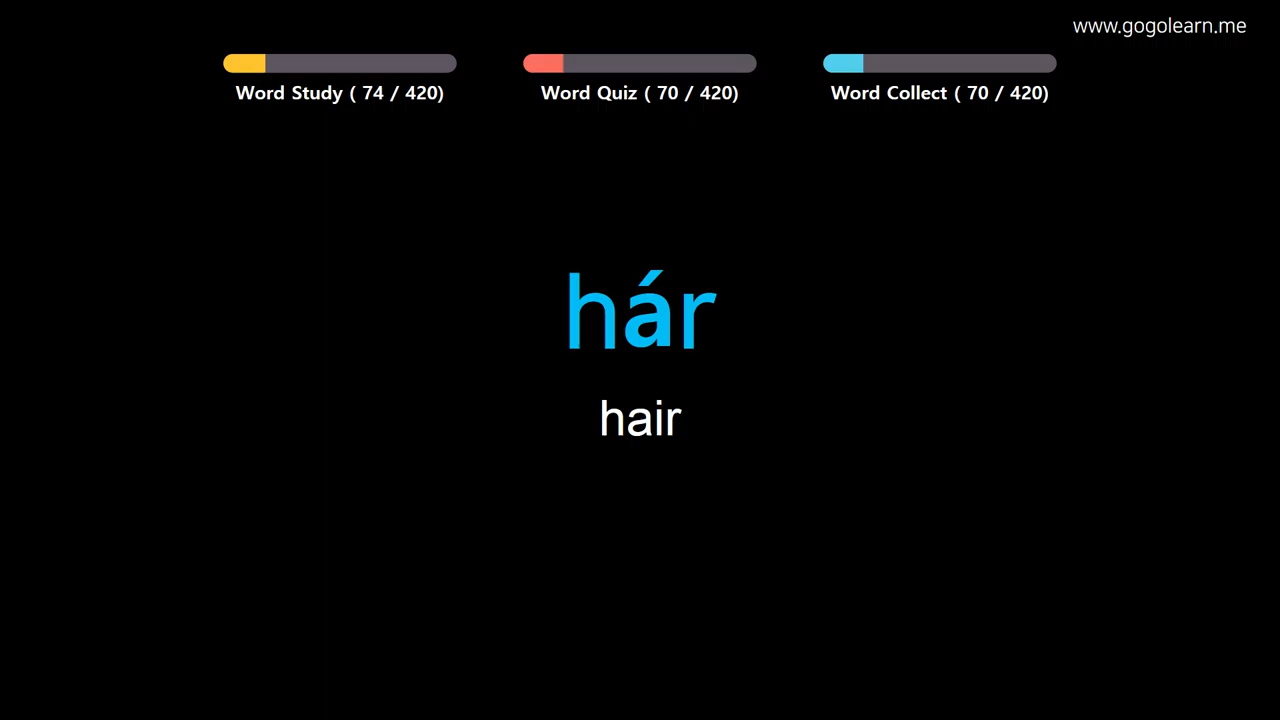 www.gogolearn.me
Word Study ( 74 / 420)
Word Quiz ( 70 / 420)
Word Collect ( 70 / 420)
hár
hair